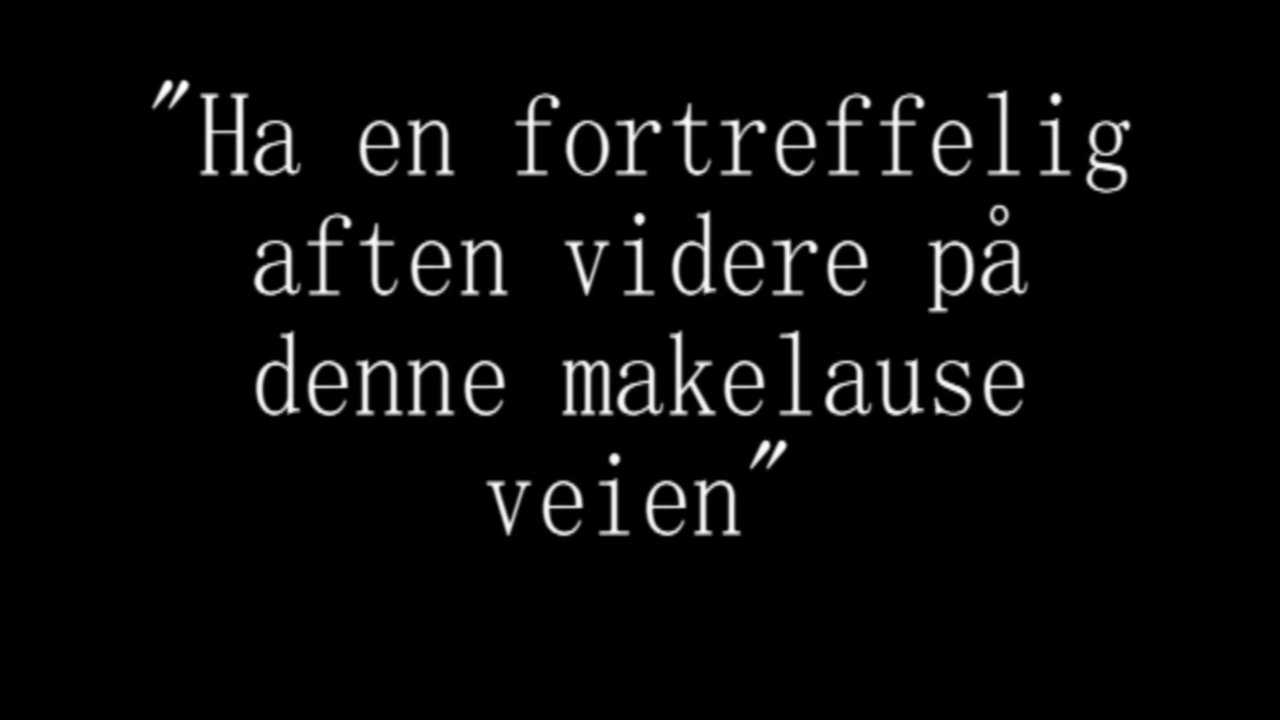 "Ha en fortreffelig
aften videre på
denne makelause
veien"